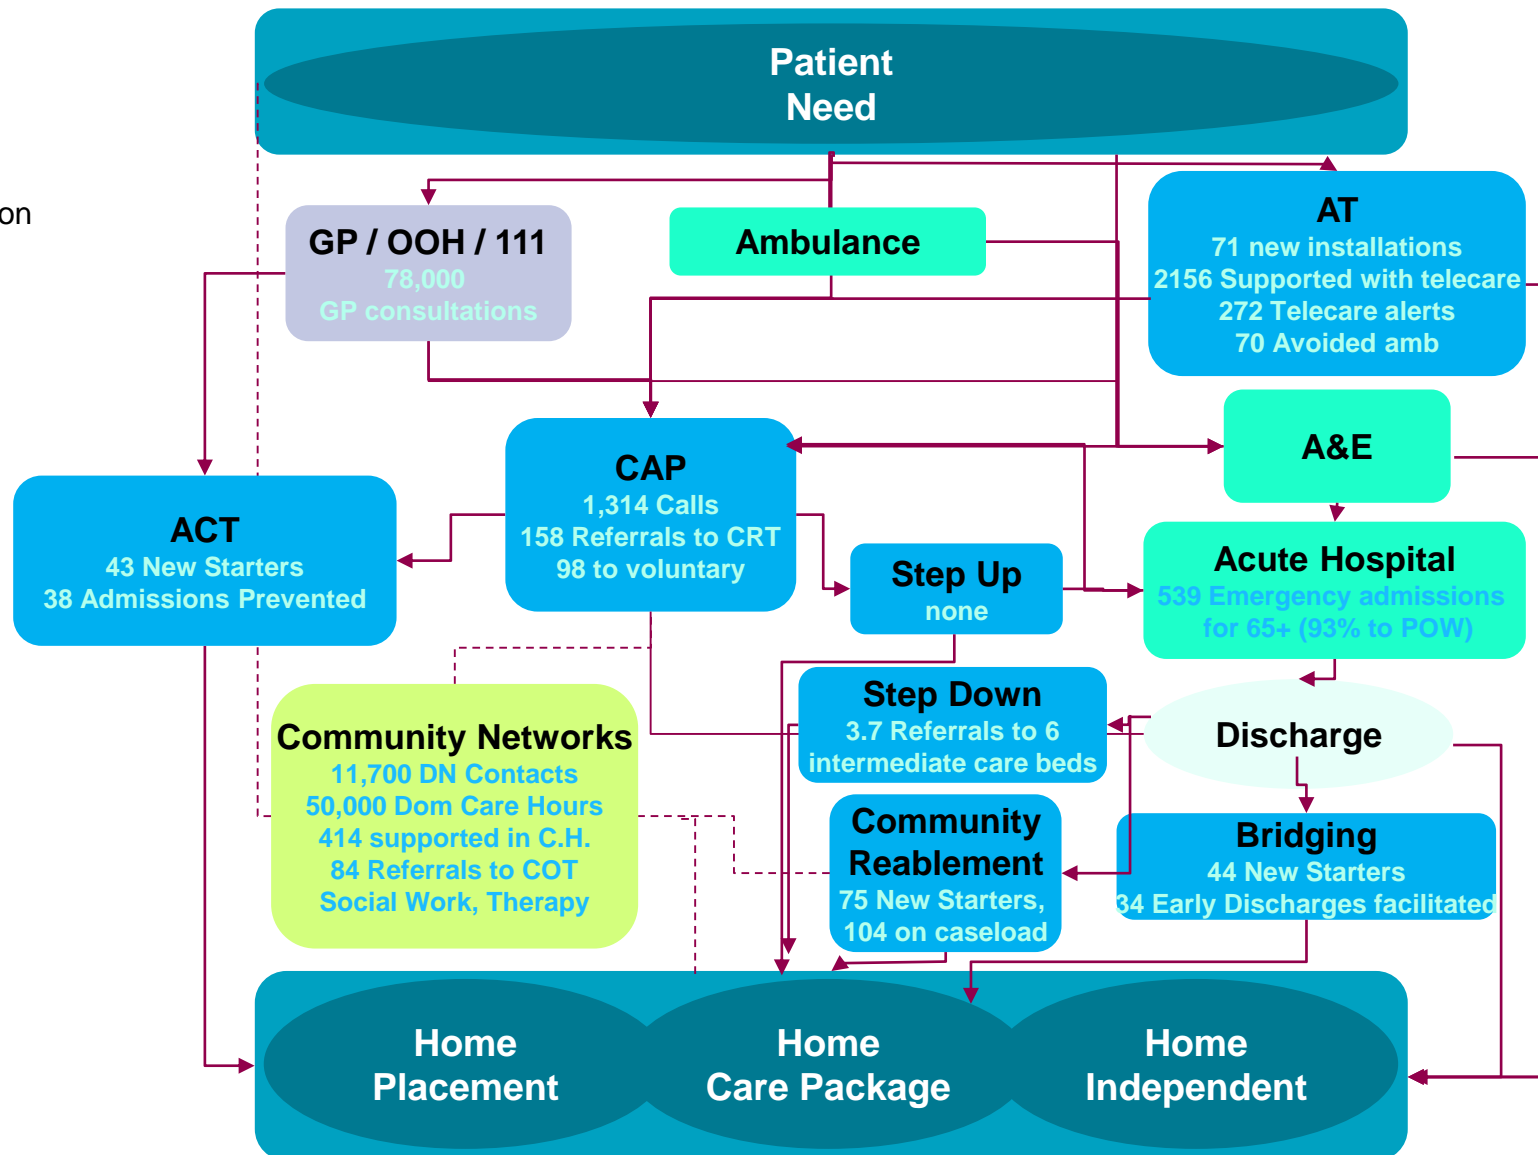 Patient
Need
on
GP / OOH / 111
78,000
GP consultations
Ambulance
AT
71 new installations
2156 Supported with telecare
272 Telecare alerts
70 Avoided amb
A&E
CAP
1,314 Calls
158 Referrals to CRT
98 to voluntary
ACT
43 New Starters
38 Admissions Prevented
Step Up
none
Acute Hospital
539 Emergency admissions
for 65+ (93% to POW)
Step Down
3.7 Referrals to 6
intermediate care beds
Discharge
Community Networks
11,700 DN Contacts
50,000 Dom Care Hours
414 supported in C.H.
84 Referrals to COT
Social Work, Therapy
Community
Reablement
75 New Starters,
104 on caseload
Bridging
44 New Starters
34 Early Discharges facilitated
Home
Placement
Home
Care Package
Home
Independent